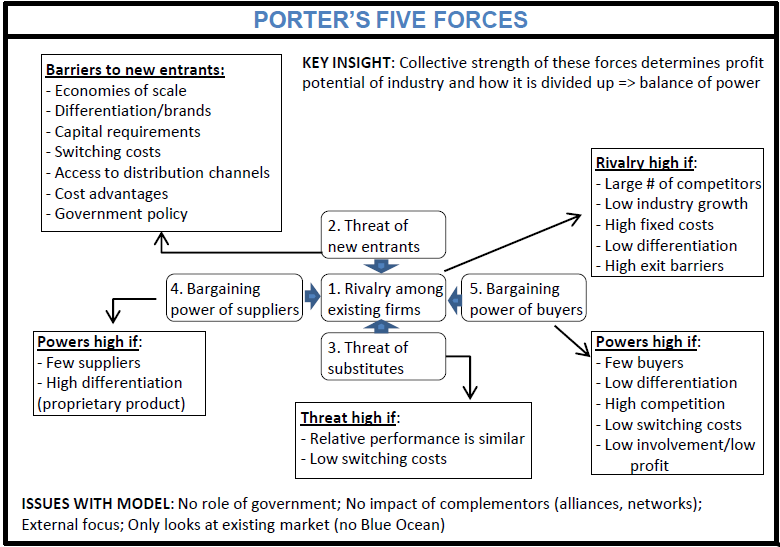 PORTER'S FIVE FORCES
KEY INSIGHT: Collective strength of these forces determines profit
potential of industry and how it is divided up => balance of power
Barriers to new entrants:
- Economies of scale
- Differentiation/brands
- Capital requirements
- Switching costs
- Access to distribution channels
- Cost advantages
- Government policy
Rivalry high if:
- Large # of competitors
- Low industry growth
- High fixed costs
- Low differentiation
- High exit barriers
2. Threat of
new entrants
4. Bargaining
power of suppliers
1. Rivalry among
existing firms
5. Bargaining
power of buyers
3. Threat of
substitutes
Powers high if:
- Few suppliers
- High differentiation
(proprietary product)
Threat high if:
- Relative performance is similar
- Low switching costs
Powers high if:
- Few buyers
- Low differentiation
- High competition
- Low switching costs
- Low involvement/low
profit
ISSUES WITH MODEL: No role of government; No impact of complementors (alliances, networks);
External focus; Only looks at existing market (no Blue Ocean)